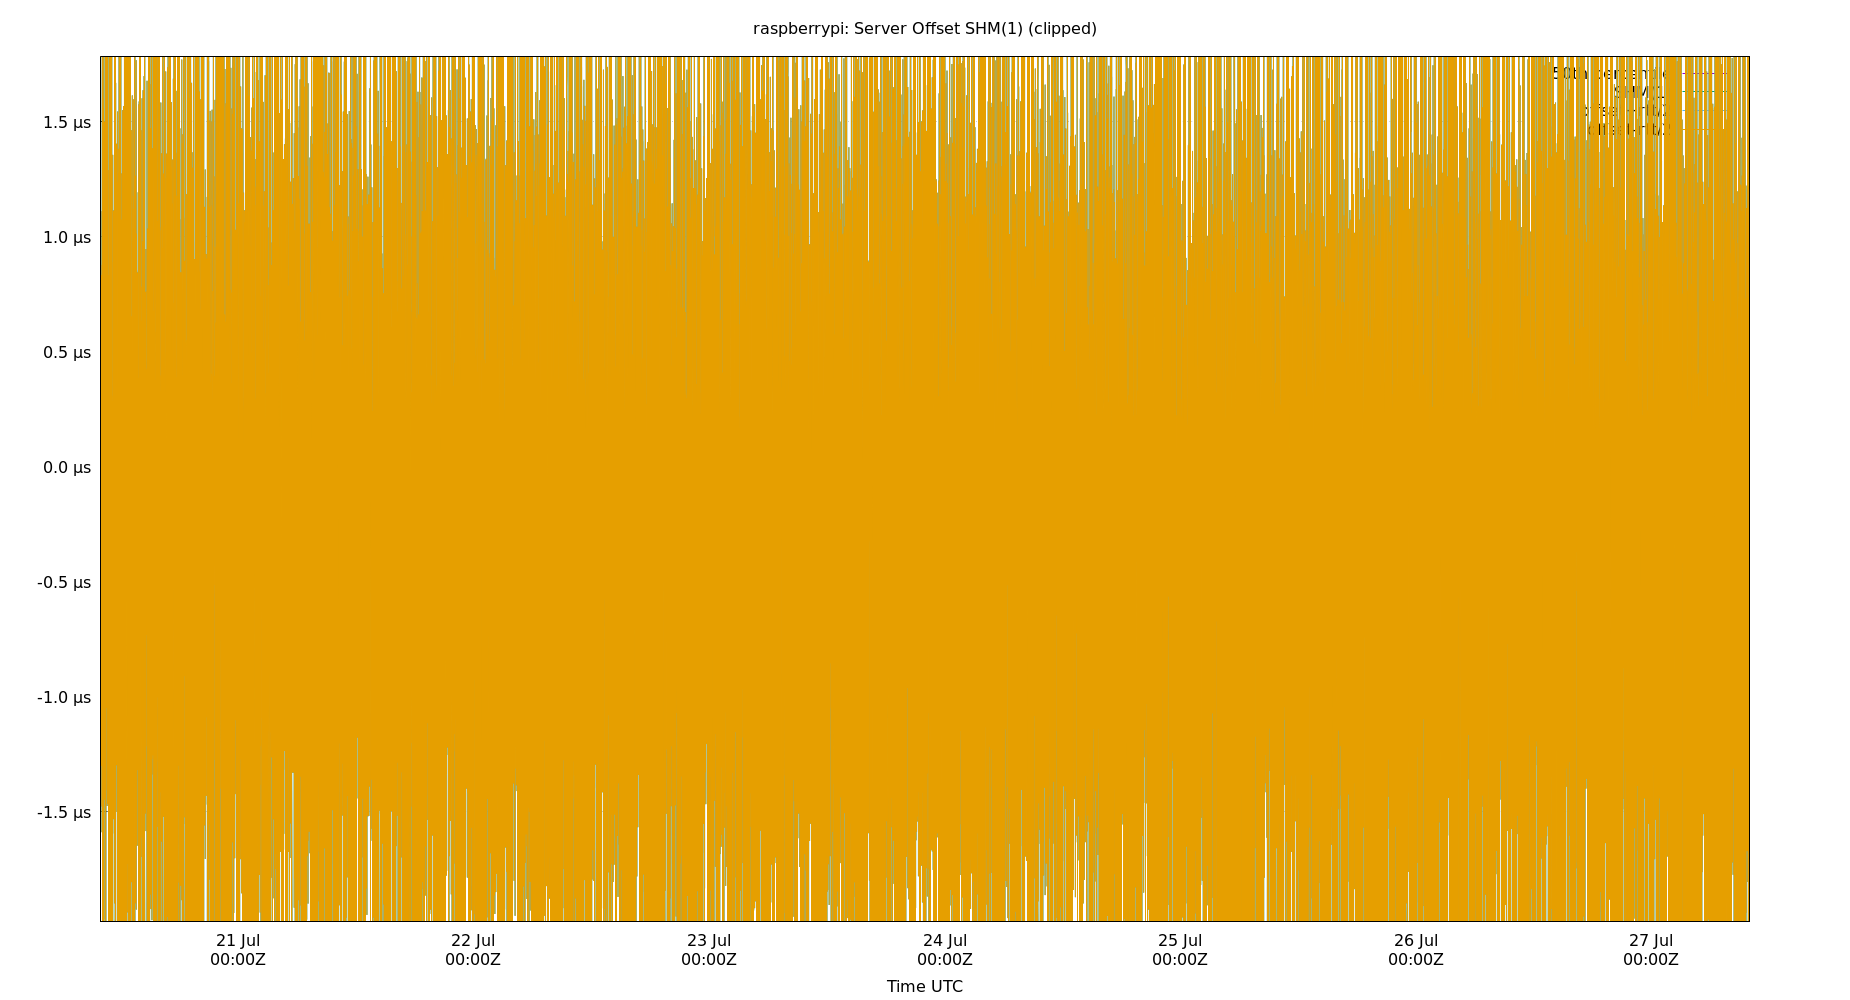 raspberrypi: Server Offset SHM(1) (clipped)
1.5 µs
1.0 µs
0.5 µs
0.0 µs
-0.5 µs
-1.0 µs
-1.5 µs
21 Jul 22 Jul 23 Jul 24 Jul 25 Jul 26 Jul 27 Jul
00:00Z 00:00Z 00:00Z 00:00Z 00:00Z 00:00Z 00:00Z
Time UTC